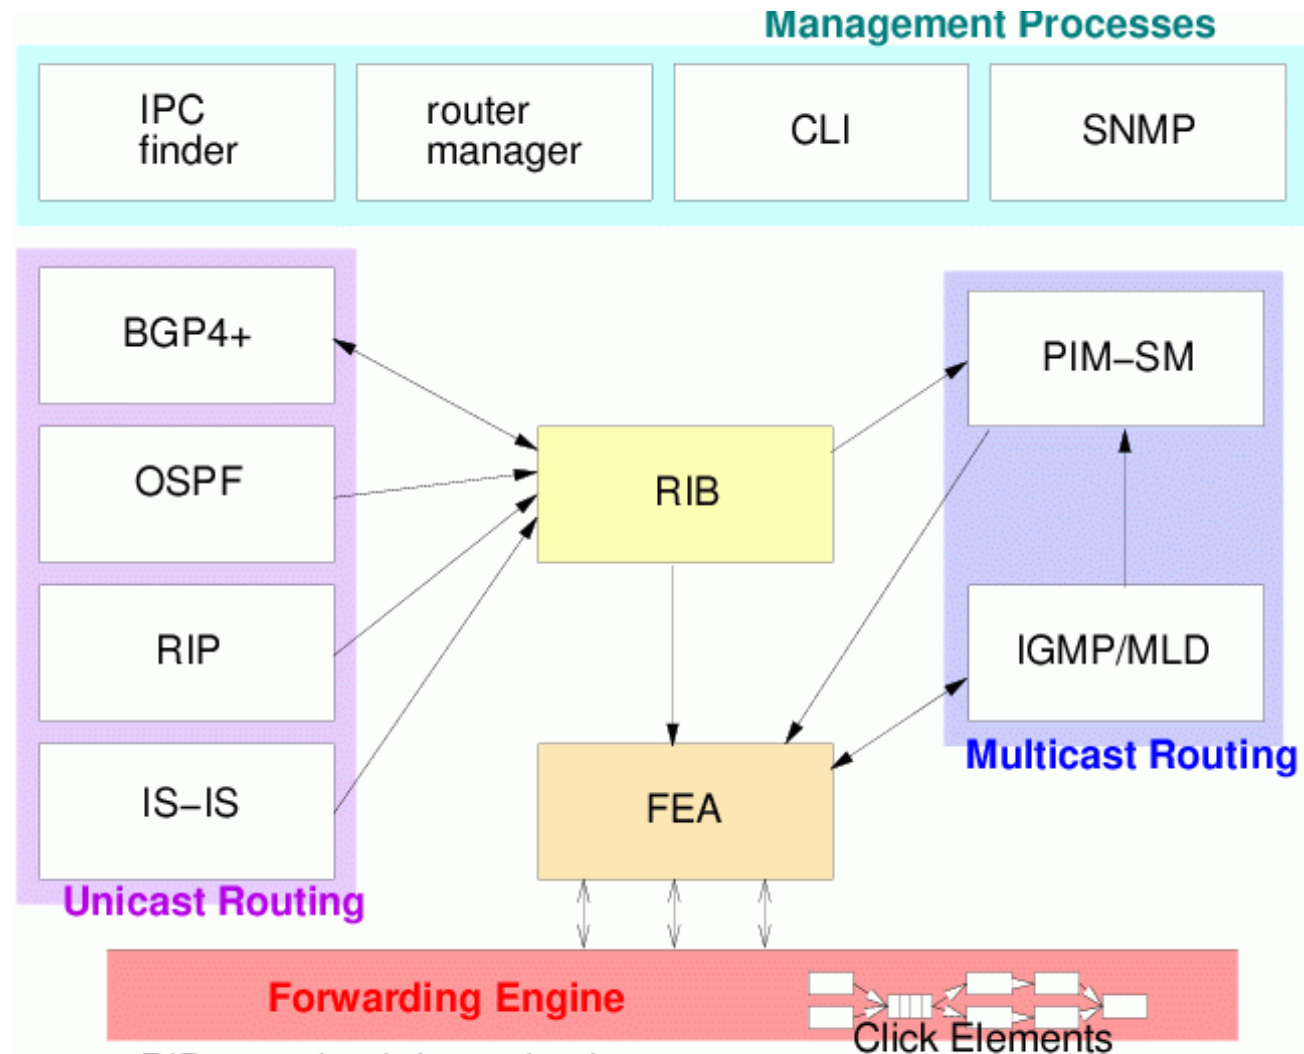 Management Processes
IPC
finder
router
manager
CLI
SNMP
BGP4+
OSPF
RIP
IS–IS
Unicast Routing
RIB
FEA
PIM–SM
IGMP/MLD
Multicast Routing
Forwarding Engine
Click Elements